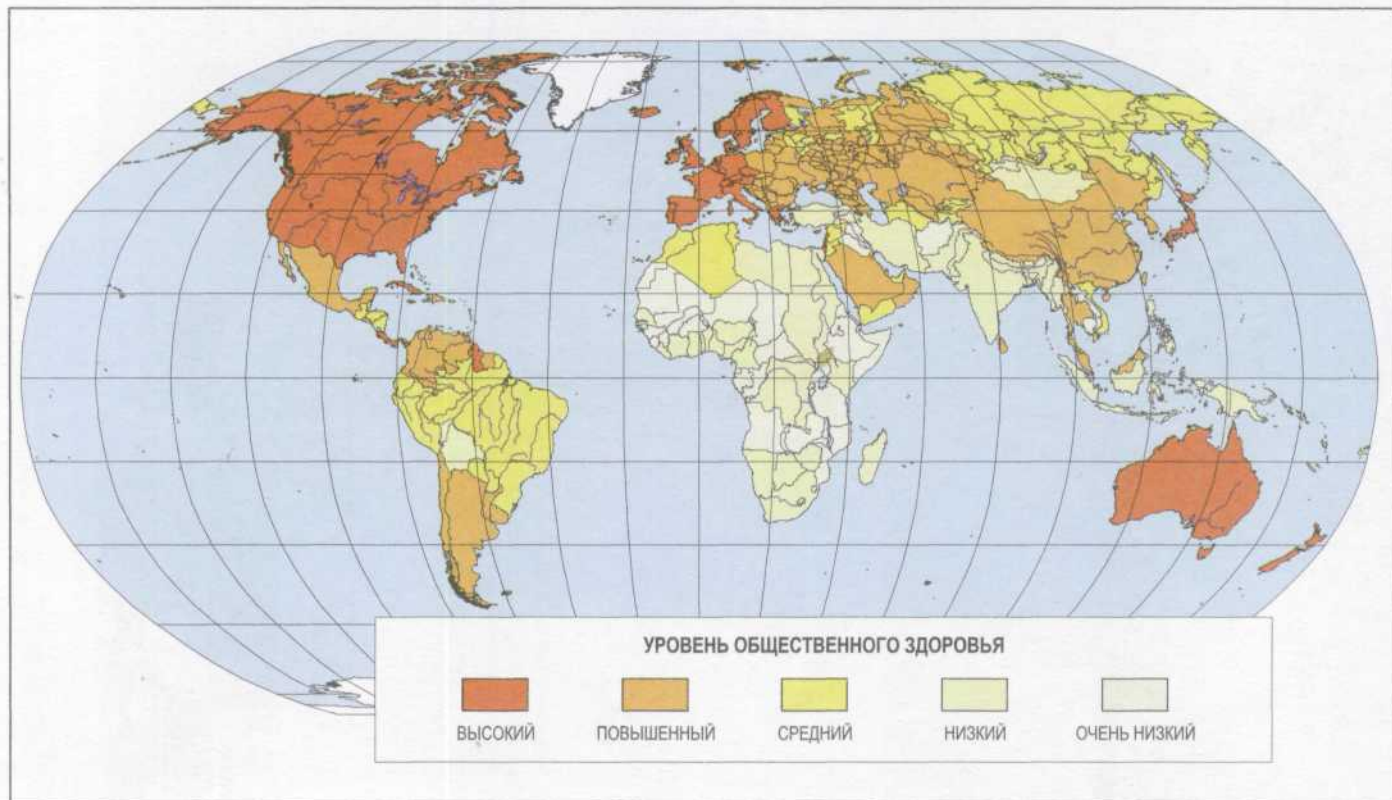 УРОВЕНЬ ОБЩЕСТВЕННОГО ЗДОРОВЬЯ
ВЫСОКИЙ
ПОВЫШЕННЫЙ
СРЕДНИЙ
НИЗКИЙ
ОЧЕНЬ НИЗКИЙ